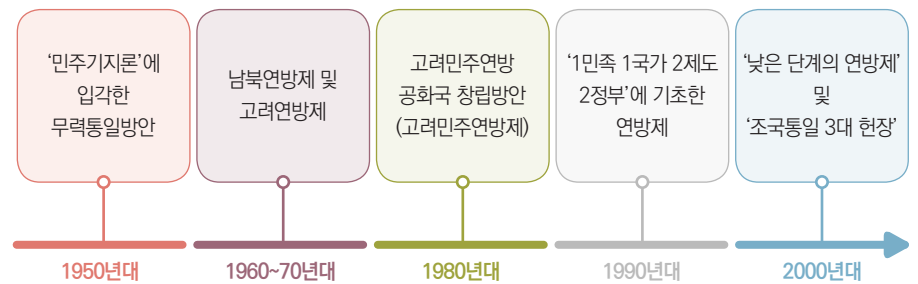 ‘민주기지론’에
입각한
무력통일방안
남북연방제 및
고려연방제
고려민주연방
공화국 창립방안
(고려민주연방제)
‘1민족 1국가 2제도
2정부’에 기초한
연방제
‘낮은 단계의 연방제’
및
‘조국통일 3대 헌장’
1950년대
1960~70년대
1980년대
1990년대
2000년대